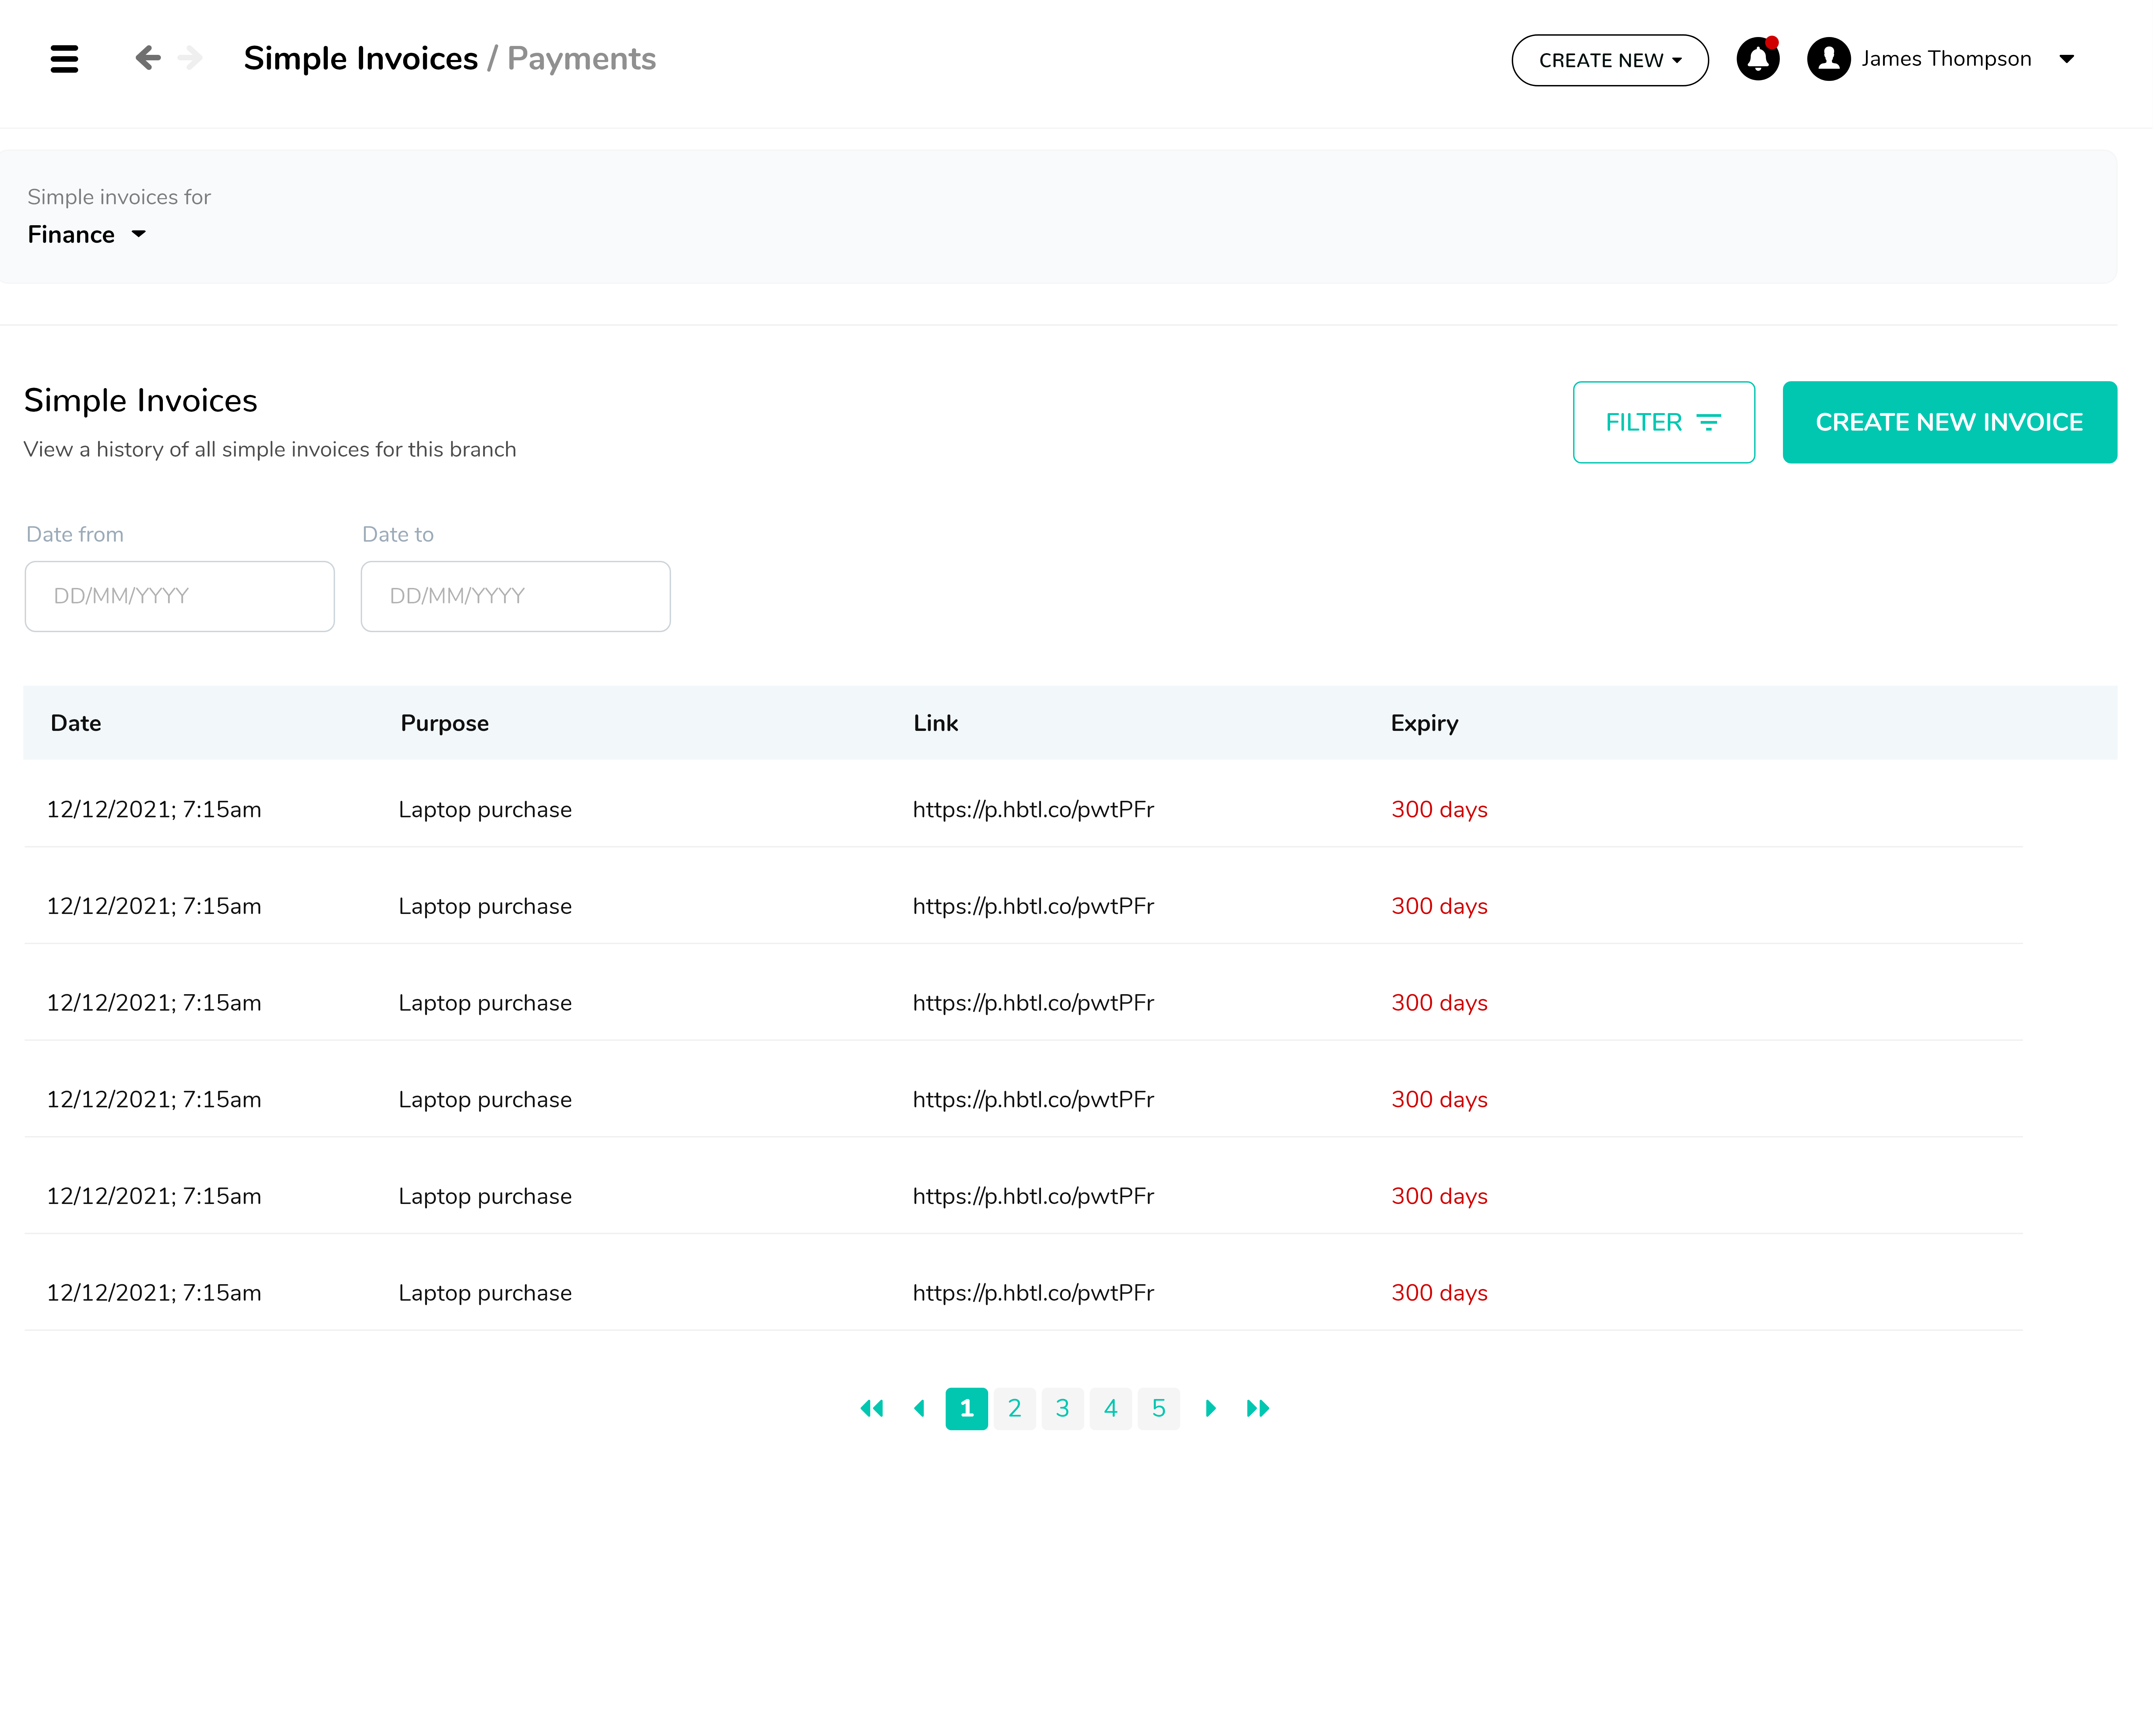 Simple Invoices / Payments
CREATE NEW
James Thompson
Simple invoices for
Finance
Simple Invoices
View a history of all simple invoices for this branch
FILTER
CREATE NEW INVOICE
Date from
Date to
DD/MM/YYYY
DD/MM/YYYY
Date Purpose Link Expiry
12/12/2021; 7:15am Laptop purchase https://p.hbtl.co/pwtPFr 300 days
12/12/2021; 7:15am Laptop purchase https://p.hbtl.co/pwtPFr 300 days
12/12/2021; 7:15am Laptop purchase https://p.hbtl.co/pwtPFr 300 days
12/12/2021; 7:15am Laptop purchase https://p.hbtl.co/pwtPFr 300 days
12/12/2021; 7:15am Laptop purchase https://p.hbtl.co/pwtPFr 300 days
12/12/2021; 7:15am Laptop purchase https://p.hbtl.co/pwtPFr 300 days
1 2 3 4 5